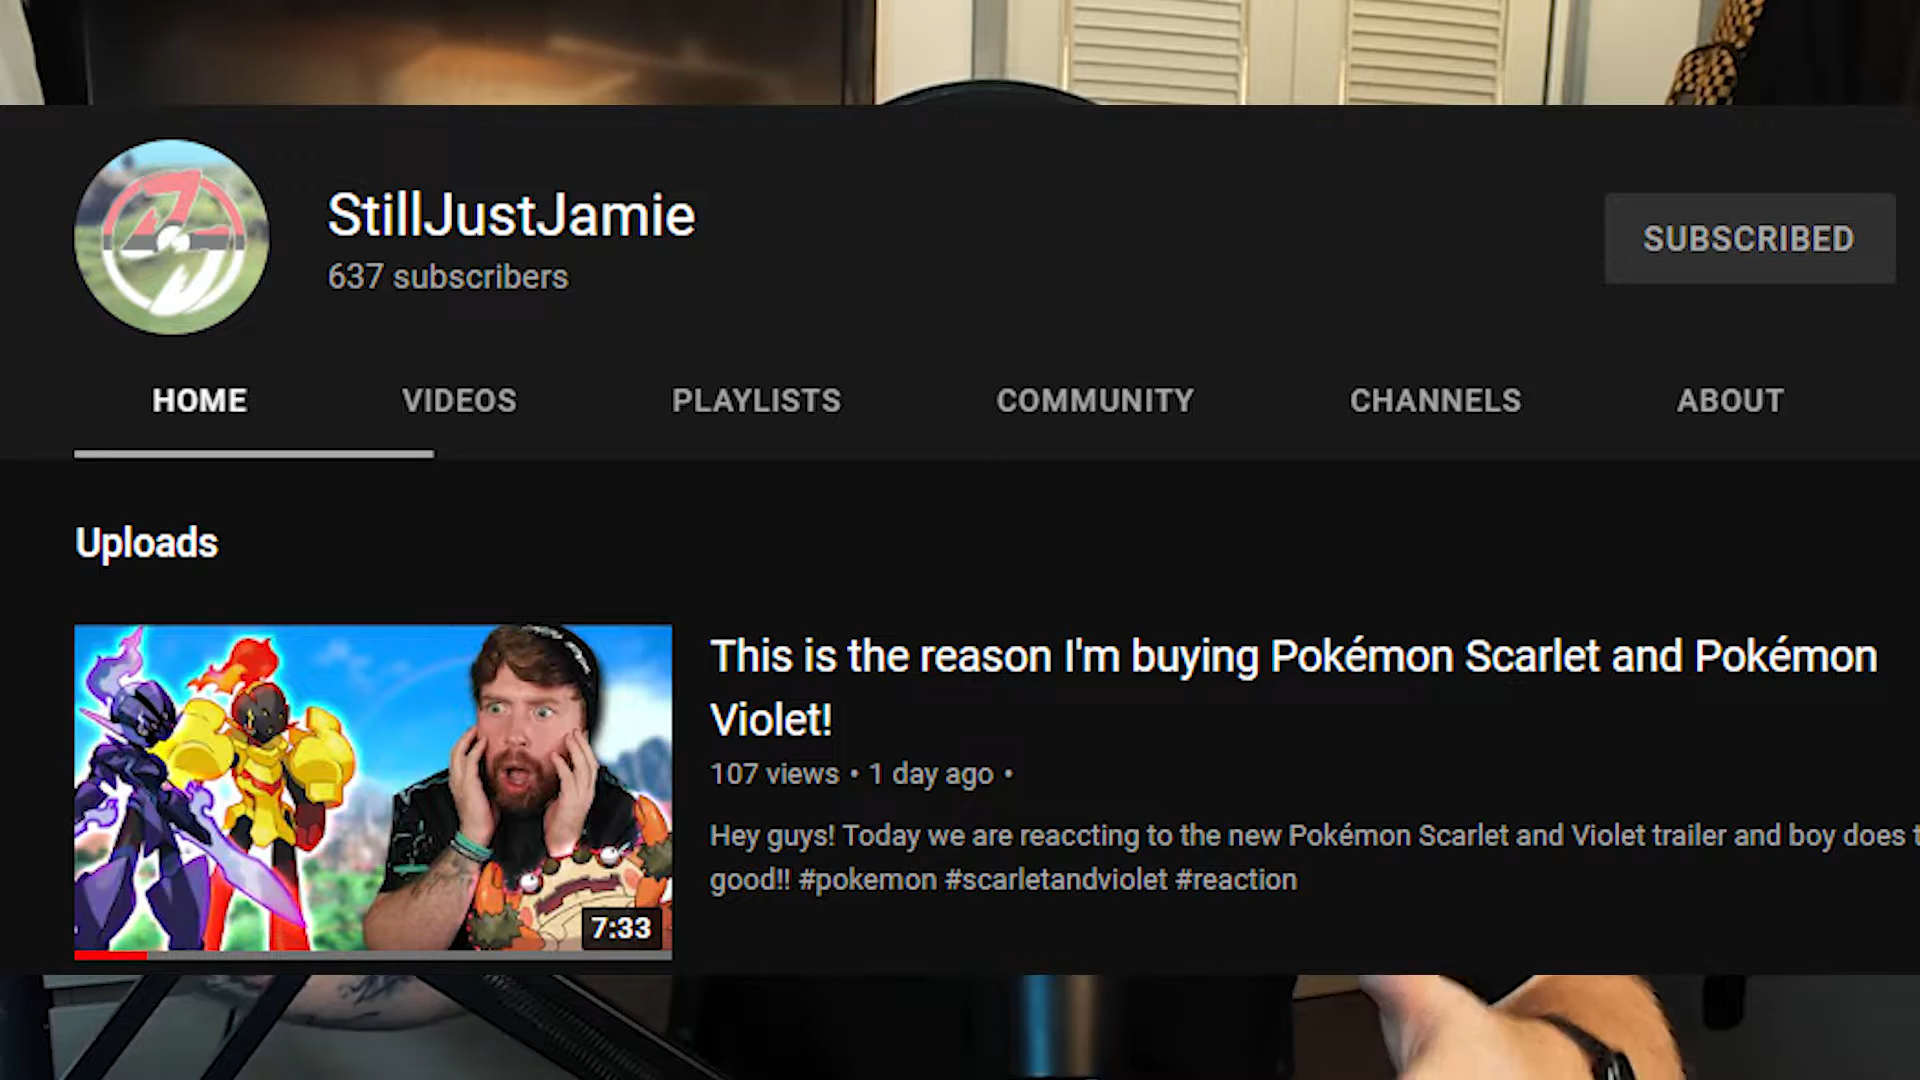 StillJustJamie
637 subscribers
SUBSCRIBED
HOME
VIDEOS
PLAYLISTS
COMMUNITY
CHANNELS
ABOUT
Uploads
This is the reason I'm buying Pokémon Scarlet and Pokémon
Violet!
107 views • 1 day ago •
Hey guys! Today we are reaccting to the new Pokémon Scarlet and Violet trailer and boy does
good!! #pokemon #scarletandviolet #reaction
7:33